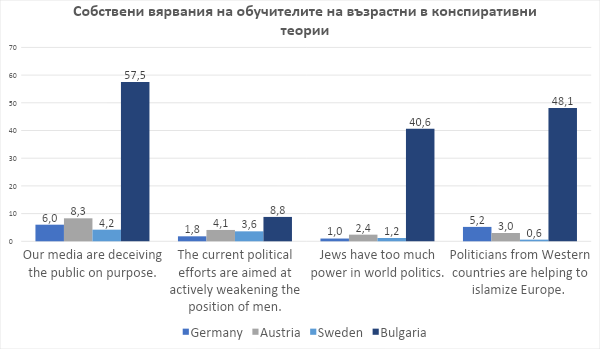 Собствени вярвания на обучителите на възрастни в конспиративни
теории
70
60
50
40
30
20
10
0
6,0 8,3 4,2 57,5
1,8 4,1 3,6 8,8
1,0 2,4 1,2 40,6
5,2 3,0 0,6 48,1
Our media are deceiving
the public on purpose.
The current political
efforts are aimed at
actively weakening the
position of men.
Jews have too much
power in world politics.
Politicians from Western
countries are helping to
islamize Europe.
Germany Austria Sweden Bulgaria